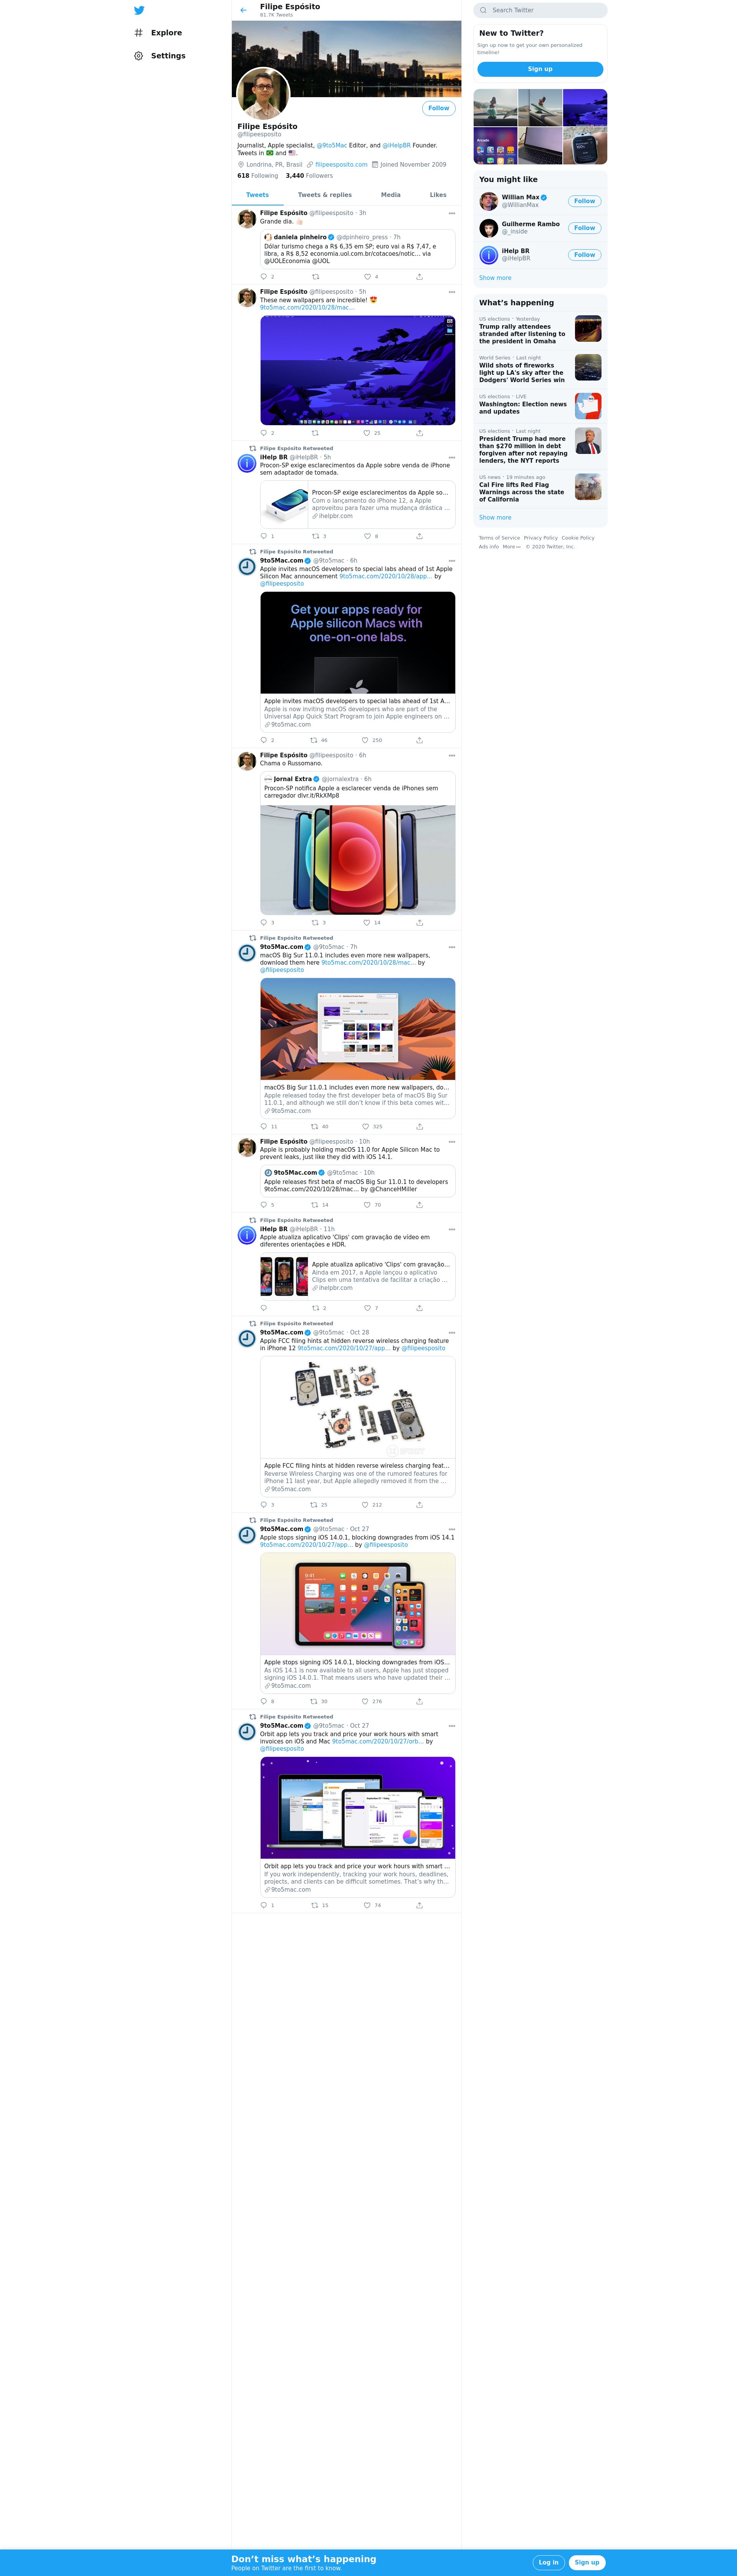 Explore
Settings
Filipe Espósito
81.7K Tweets
Follow
Filipe Espósito
@filipeesposito
Journalist, Apple specialist, @9to5Mac Editor, and @iHelpBR Founder.
Tweets in 🇧🇷 and 🇺🇸.
Londrina, PR, Brasil filipeesposito.com Joined November 2009
618 Following 3,440 Followers
Tweets Tweets & replies Media Likes
Filipe Espósito @filipeesposito · 3h
Grande dia. 👍🏻
daniela pinheiro @dpinheiro_press · 7h
Dólar turismo chega a R$ 6,35 em SP; euro vai a R$ 7,47, e
libra, a R$ 8,52 economia.uol.com.br/cotacoes/notic… via
@UOLEconomia @UOL
2 4
Filipe Espósito @filipeesposito · 5h
These new wallpapers are incredible! 😍
9to5mac.com/2020/10/28/mac…
2 25
Filipe Espósito Retweeted
iHelp BR @iHelpBR · 5h
Procon-SP exige esclarecimentos da Apple sobre venda de iPhone
sem adaptador de tomada.
Procon-SP exige esclarecimentos da Apple so…
Com o lançamento do iPhone 12, a Apple
aproveitou para fazer uma mudança drástica …
ihelpbr.com
1 3 8
Filipe Espósito Retweeted
9to5Mac.com @9to5mac · 6h
Apple invites macOS developers to special labs ahead of 1st Apple
Silicon Mac announcement 9to5mac.com/2020/10/28/app… by
@filipeesposito
Get your apps ready for
Apple silicon Macs with
one-on-one labs.
Apple invites macOS developers to special labs ahead of 1st A…
Apple is now inviting macOS developers who are part of the
Universal App Quick Start Program to join Apple engineers on …
9to5mac.com
2 46 250
Filipe Espósito @filipeesposito · 6h
Chama o Russomano.
Jornal Extra @jornalextra · 6h
Procon-SP notifica Apple a esclarecer venda de iPhones sem
carregador dlvr.it/RkXMp8
3 3 14
Filipe Espósito Retweeted
9to5Mac.com @9to5mac · 7h
macOS Big Sur 11.0.1 includes even more new wallpapers,
download them here 9to5mac.com/2020/10/28/mac… by
@filipeesposito
macOS Big Sur 11.0.1 includes even more new wallpapers, do…
Apple released today the first developer beta of macOS Big Sur
11.0.1, and although we still don’t know if this beta comes wit…
9to5mac.com
11 40 325
Filipe Espósito @filipeesposito · 10h
Apple is probably holding macOS 11.0 for Apple Silicon Mac to
prevent leaks, just like they did with iOS 14.1.
9to5Mac.com @9to5mac · 10h
Apple releases first beta of macOS Big Sur 11.0.1 to developers
9to5mac.com/2020/10/28/mac… by @ChanceHMiller
5 14 70
Filipe Espósito Retweeted
iHelp BR @iHelpBR · 11h
Apple atualiza aplicativo 'Clips' com gravação de vídeo em
diferentes orientações e HDR.
Apple atualiza aplicativo 'Clips' com gravação…
Ainda em 2017, a Apple lançou o aplicativo
Clips em uma tentativa de facilitar a criação …
ihelpbr.com
2 7
Filipe Espósito Retweeted
9to5Mac.com @9to5mac · Oct 28
Apple FCC filing hints at hidden reverse wireless charging feature
in iPhone 12 9to5mac.com/2020/10/27/app… by @filipeesposito
Apple FCC filing hints at hidden reverse wireless charging feat…
Reverse Wireless Charging was one of the rumored features for
iPhone 11 last year, but Apple allegedly removed it from the …
9to5mac.com
3 25 212
Filipe Espósito Retweeted
9to5Mac.com @9to5mac · Oct 27
Apple stops signing iOS 14.0.1, blocking downgrades from iOS 14.1
9to5mac.com/2020/10/27/app… by @filipeesposito
9:41
Apple stops signing iOS 14.0.1, blocking downgrades from iOS…
As iOS 14.1 is now available to all users, Apple has just stopped
signing iOS 14.0.1. That means users who have updated their …
9to5mac.com
6 30 276
Filipe Espósito Retweeted
9to5Mac.com @9to5mac · Oct 27
Orbit app lets you track and price your work hours with smart
invoices on iOS and Mac 9to5mac.com/2020/10/27/orb… by
@filipeesposito
Orbit app lets you track and price your work hours with smart …
If you work independently, tracking your work hours, deadlines,
projects, and clients can be difficult sometimes. That’s why th…
9to5mac.com
1 15 74
Search Twitter
New to Twitter?
Sign up now to get your own personalized
timeline!
Sign up
You might like
Willian Max
@WillianMax
Follow
Guilherme Rambo
@_inside
Follow
iHelp BR
@iHelpBR
Follow
Show more
What’s happening
US elections · Yesterday
Trump rally attendees
stranded after listening to
the president in Omaha
World Series · Last night
Wild shots of fireworks
light up LA's sky after the
Dodgers' World Series win
US elections · LIVE
Washington: Election news
and updates
US elections · Last night
President Trump had more
than $270 million in debt
forgiven after not repaying
lenders, the NYT reports
US news · 19 minutes ago
Cal Fire lifts Red Flag
Warnings across the state
of California
Show more
Terms of Service Privacy Policy Cookie Policy
Ads info More © 2020 Twitter, Inc.
Don’t miss what’s happening
People on Twitter are the first to know.
Log in Sign up